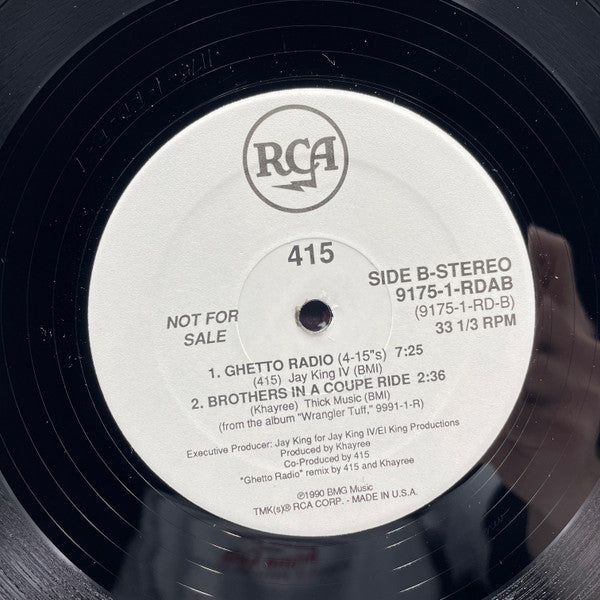 RCA
415
SIDE B-STEREO
9175-1-RDAB
(9175-1-RD-B)
33 1/3 RPM
NOT FOR
SALE
1. GHETTO RADIO (4-15"s) 7:25
(415) Jay King IV (BMI)
2. BROTHERS IN A COUPE RIDE 2:36
(Khayree) Thick Music (BMI)
(from the album "Wrangler Tuff," 9991-1-R)
Executive Producer: Jay King for Jay King IV/El King Productions
Produced by Khayree
Co-Produced by 415
"Ghetto Radio" remix by 415 and Khayree
℗1990 BMG Music
TMK(s)® RCA CORP. - MADE IN U.S.A.